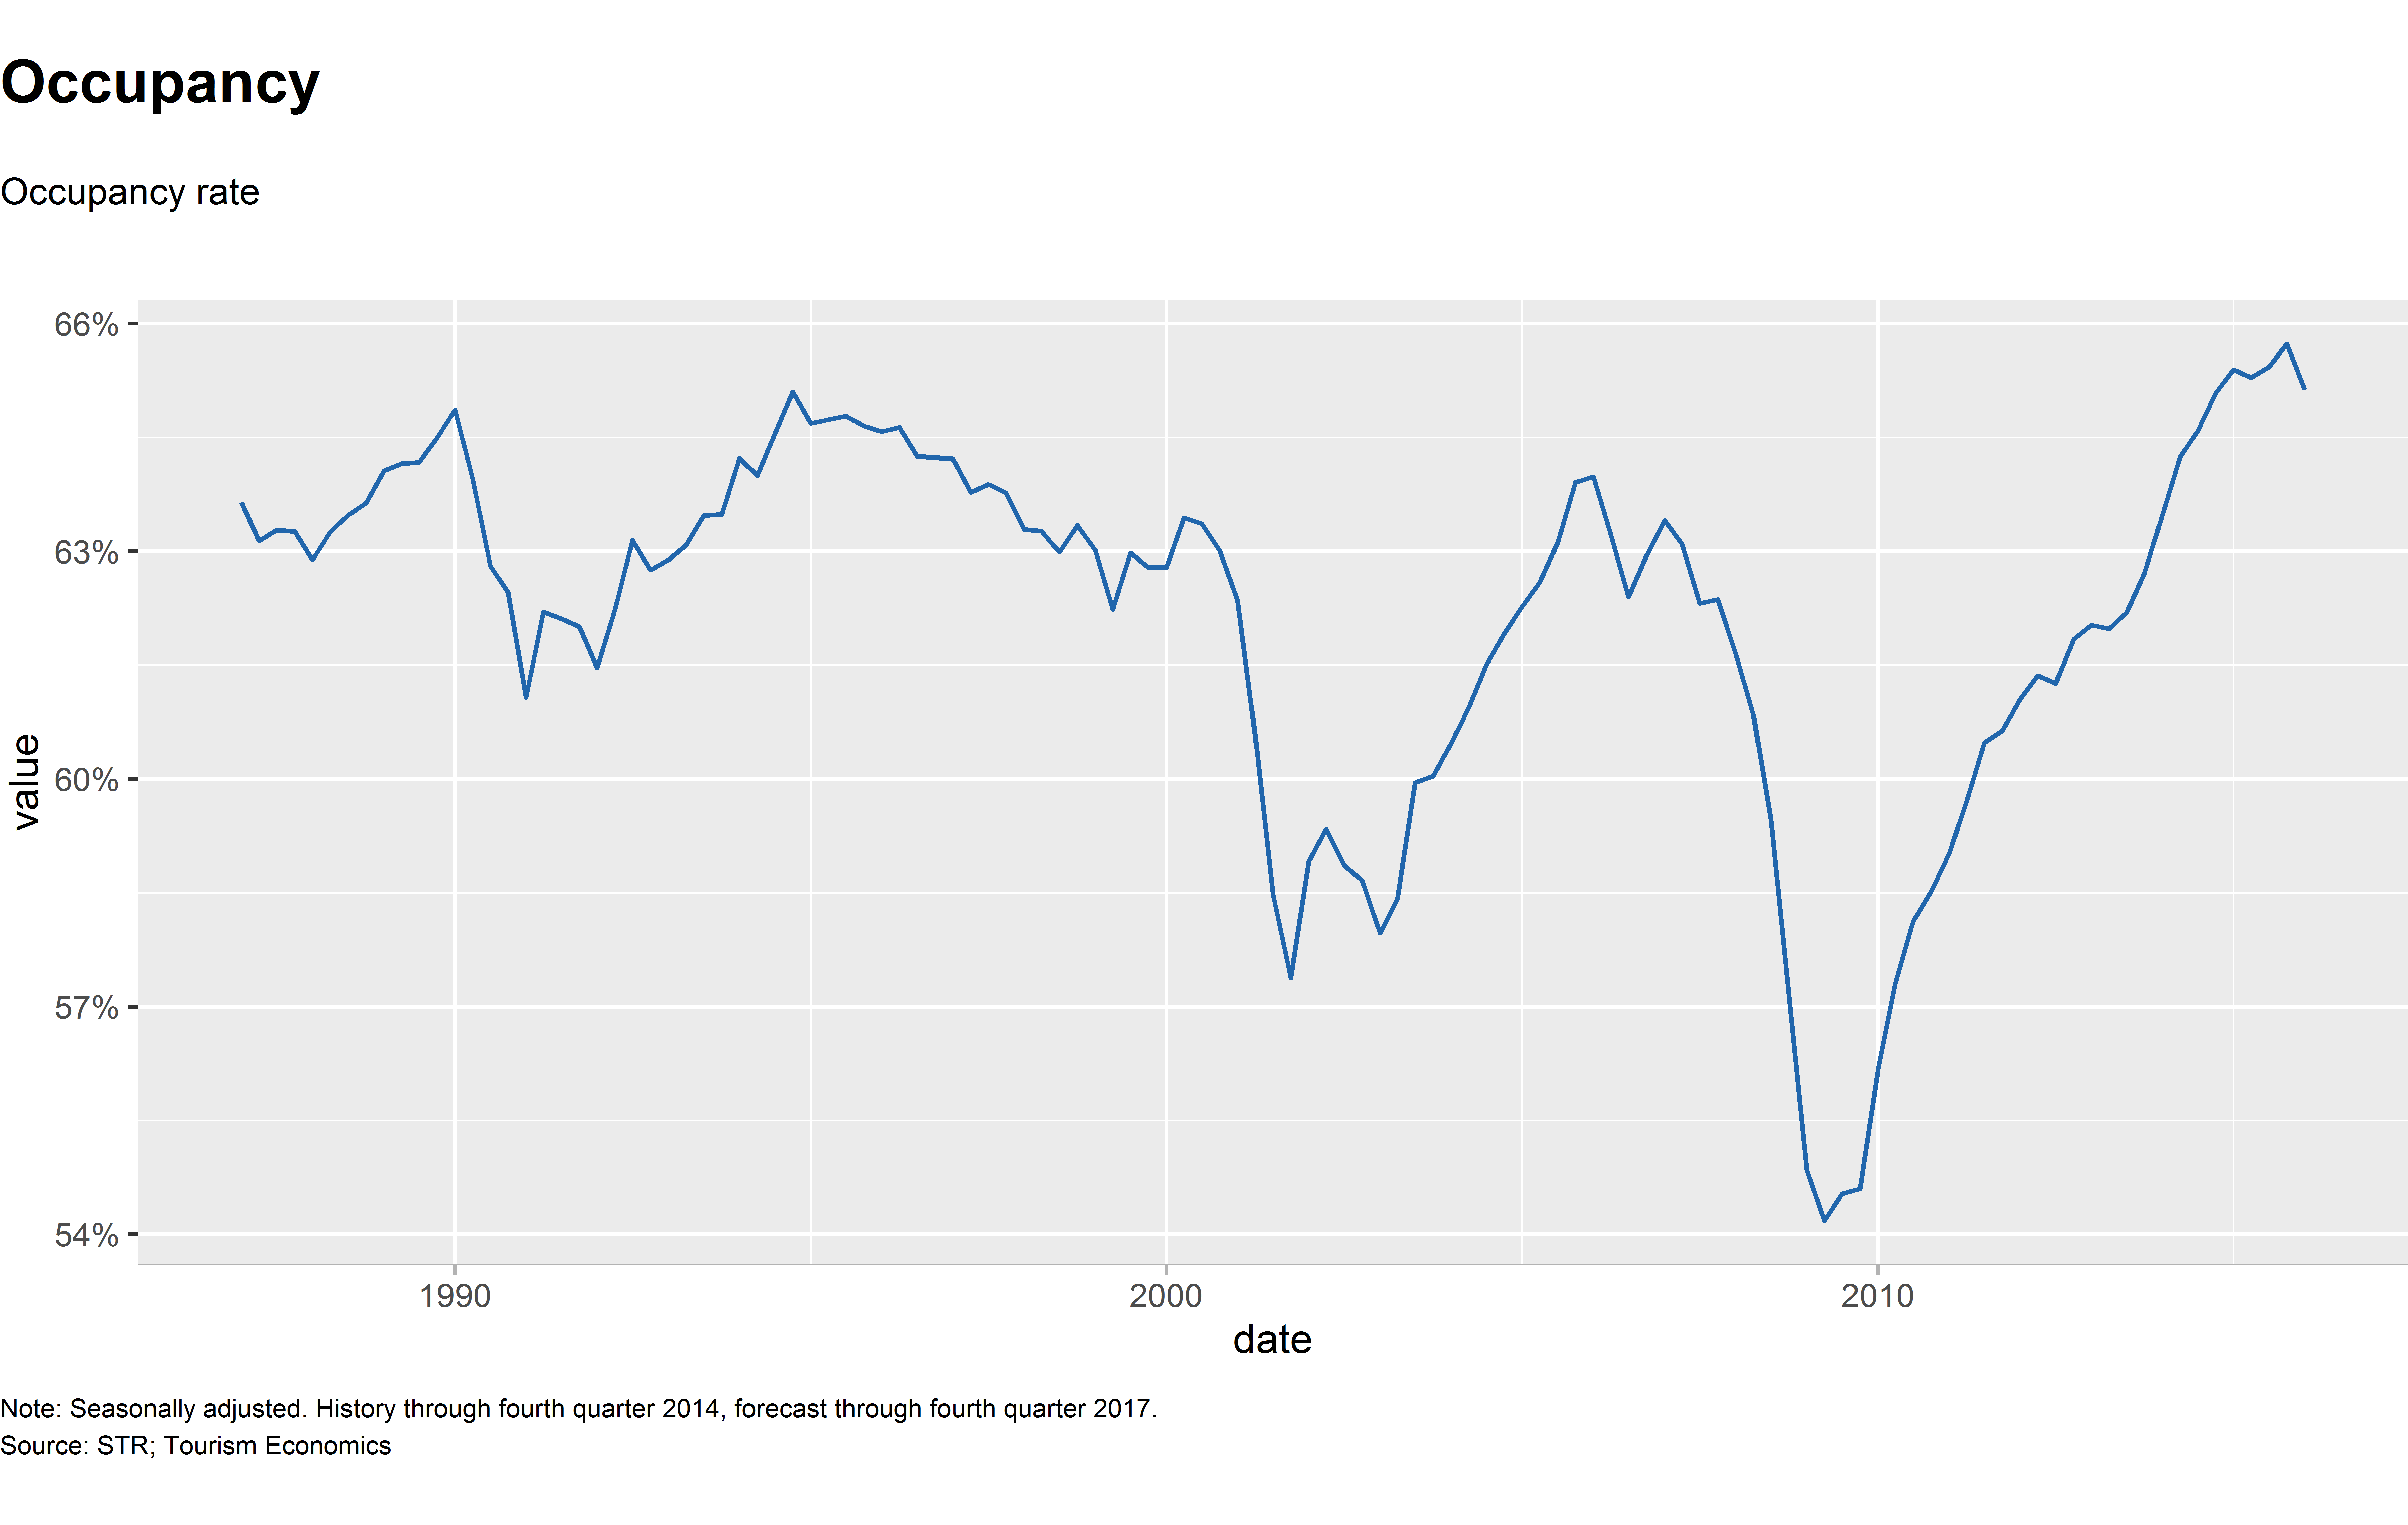 Occupancy
Occupancy rate
66%
63%
60%
57%
54%
value
1990
2000
2010
date
Note: Seasonally adjusted. History through fourth quarter 2014, forecast through fourth quarter 2017.
Source: STR; Tourism Economics